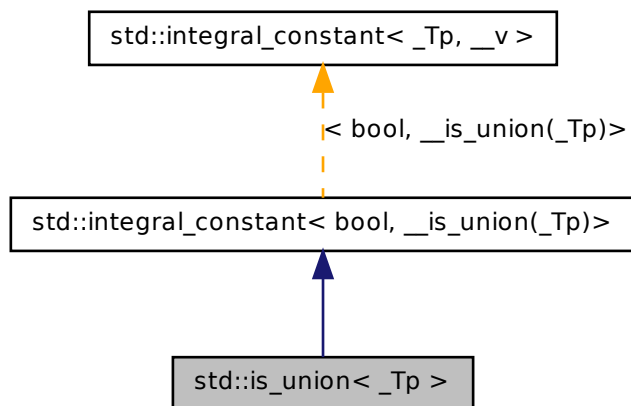 std::integral_constant< _Tp, __v >
< bool, __is_union(_Tp)>
std::integral_constant< bool, __is_union(_Tp)>
std::is_union< _Tp >